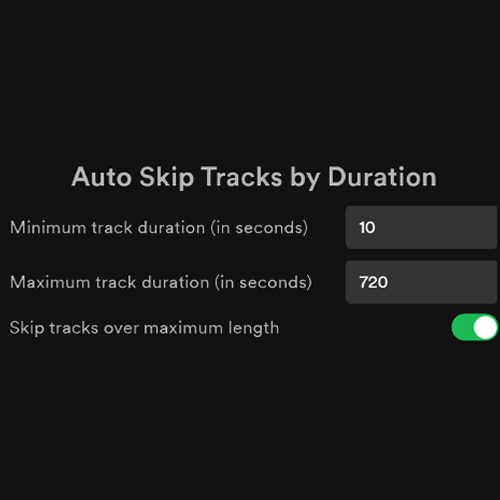 Auto Skip Tracks by Duration
Minimum track duration (in seconds) 10
Maximum track duration (in seconds) 720
Skip tracks over maximum length